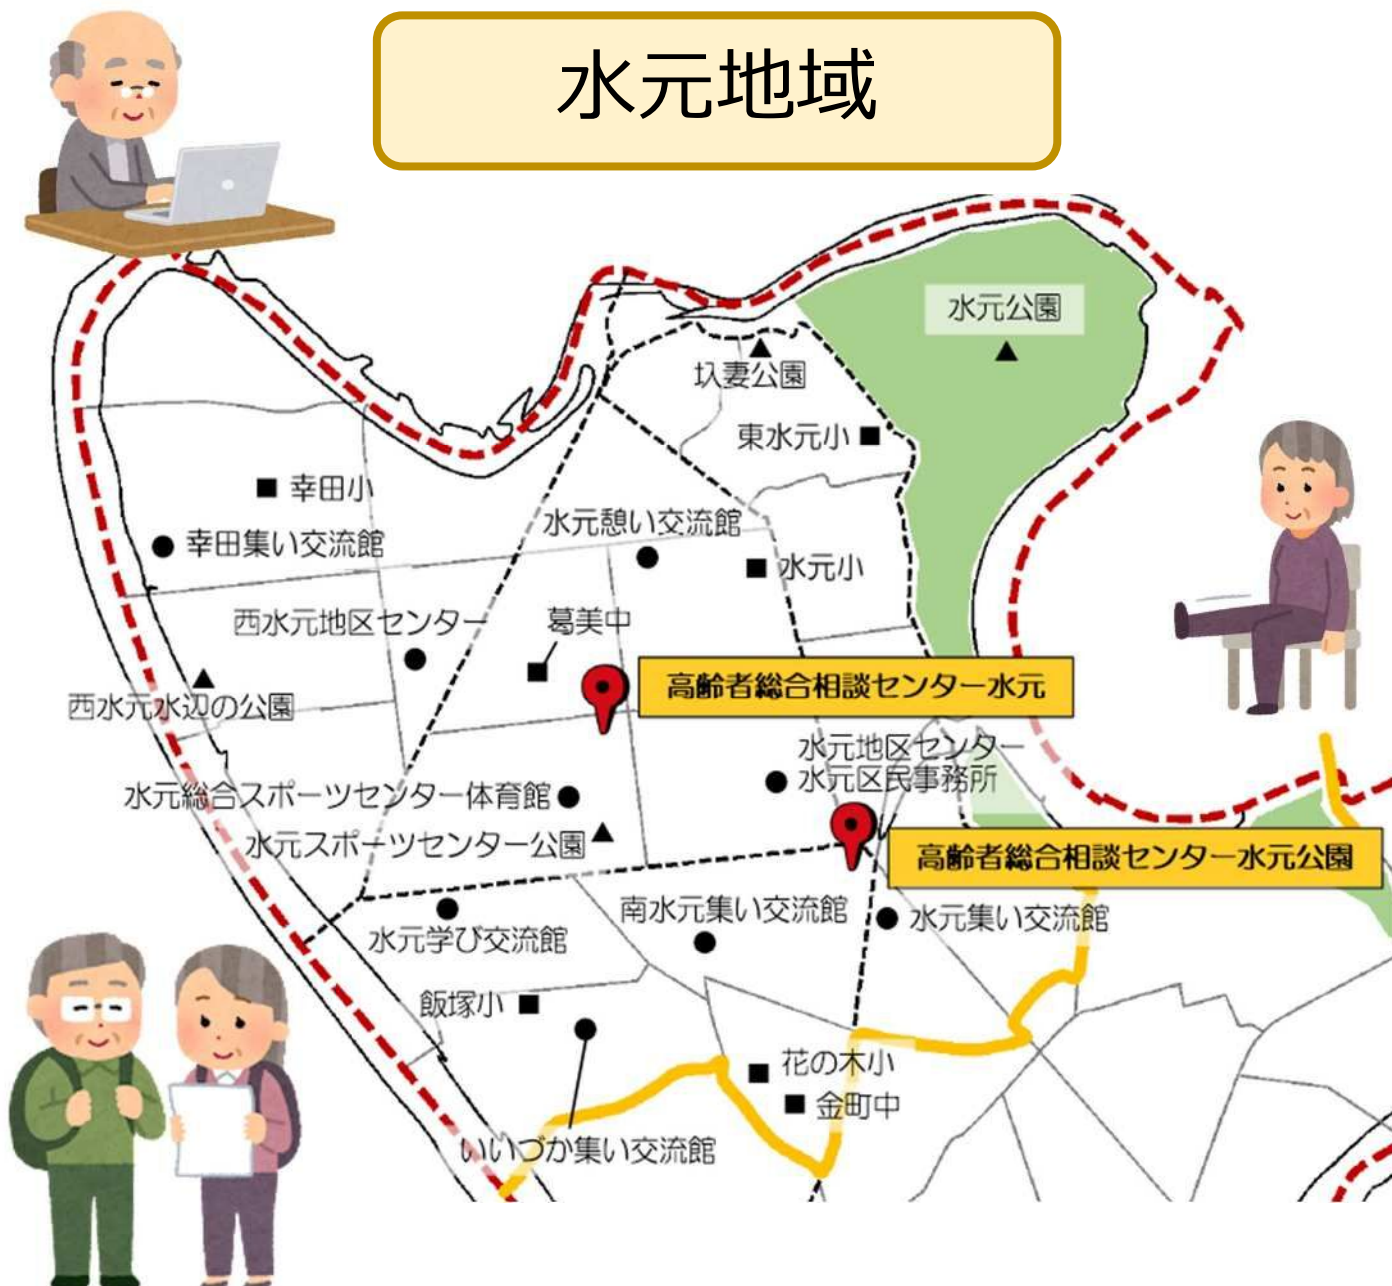 水元地域
水元公園
圦妻公園
東水元小
幸田小
水元憩い交流館
幸田集い交流館
水元小
西水元地区センター
葛美中
高齢者総合相談センター水元
西水元水辺の公園
水元地区センター
水元区民事務所
水元総合スポーツセンター体育館
水元スポーツセンター公園
高齢者総合相談センター水元公園
南水元集い交流館
水元集い交流館
水元学び交流館
飯塚小
花の木小
金町中
いいづか集い交流館